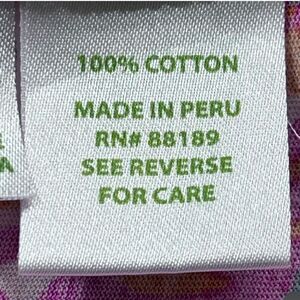 100% COTTON
MADE IN PERU
RN# 88189
SEE REVERSE
FOR CARE